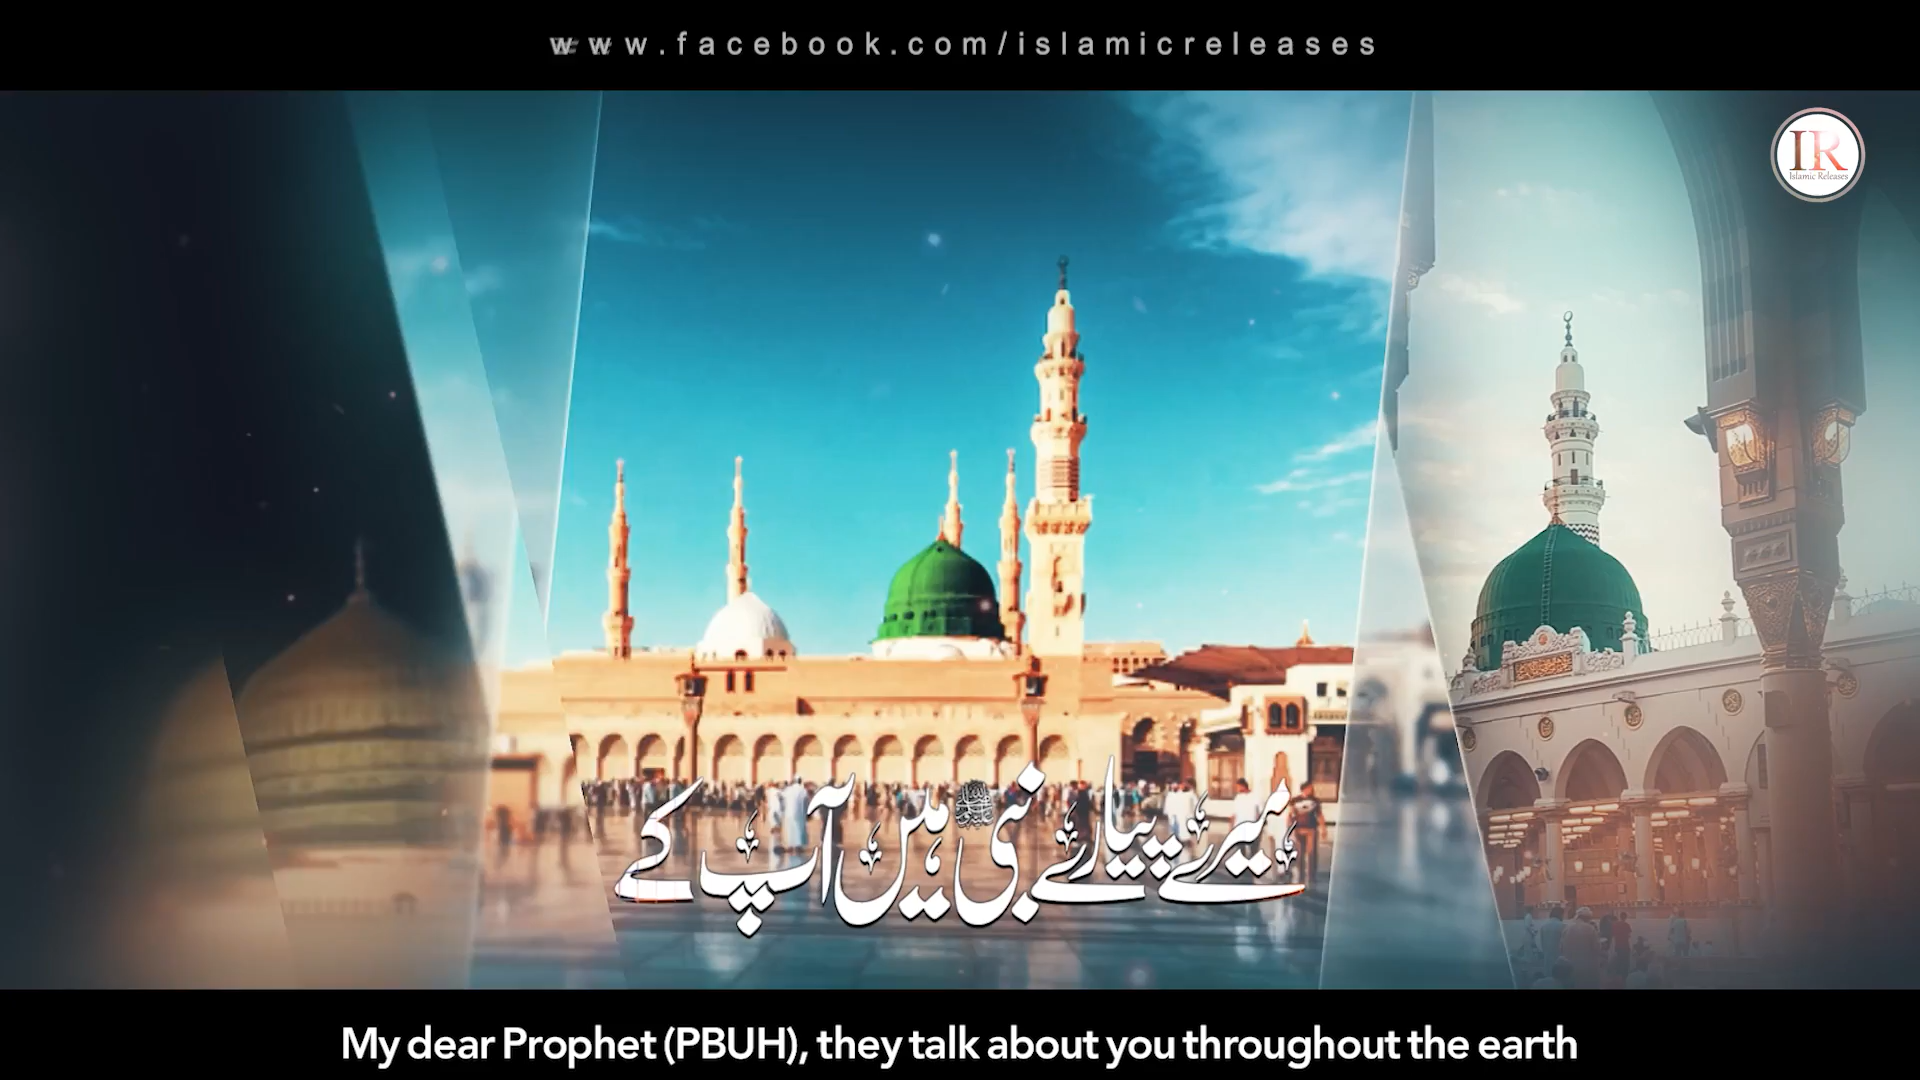 www.facebook.com/islamicreleases
IR
Islamic Releases
میرے پیارے نبی ﷺ ہیں آپ کے
My dear Prophet (PBUH), they talk about you throughout the earth